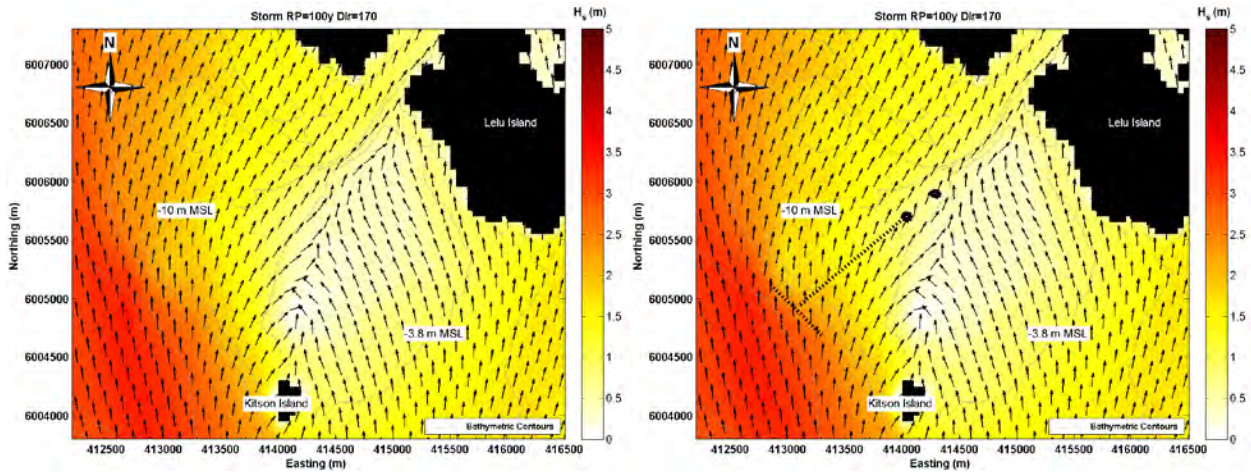 Storm RP=100y Dir=170
H_s (m)
N
6007000
6006500
6006000
6005500
6005000
6004500
6004000
Northing (m)
Lelu Island
-10 m MSL
-3.8 m MSL
Kitson Island
Bathymetric Contours
412500 413000 413500 414000 414500 415000 415500 416000 416500
Easting (m)
5
4.5
4
3.5
3
2.5
2
1.5
1
0.5
0
Storm RP=100y Dir=170
H_s (m)
N
6007000
6006500
6006000
6005500
6005000
6004500
6004000
Northing (m)
Lelu Island
-10 m MSL
-3.8 m MSL
Kitson Island
Bathymetric Contours
412500 413000 413500 414000 414500 415000 415500 416000 416500
Easting (m)
5
4.5
4
3.5
3
2.5
2
1.5
1
0.5
0